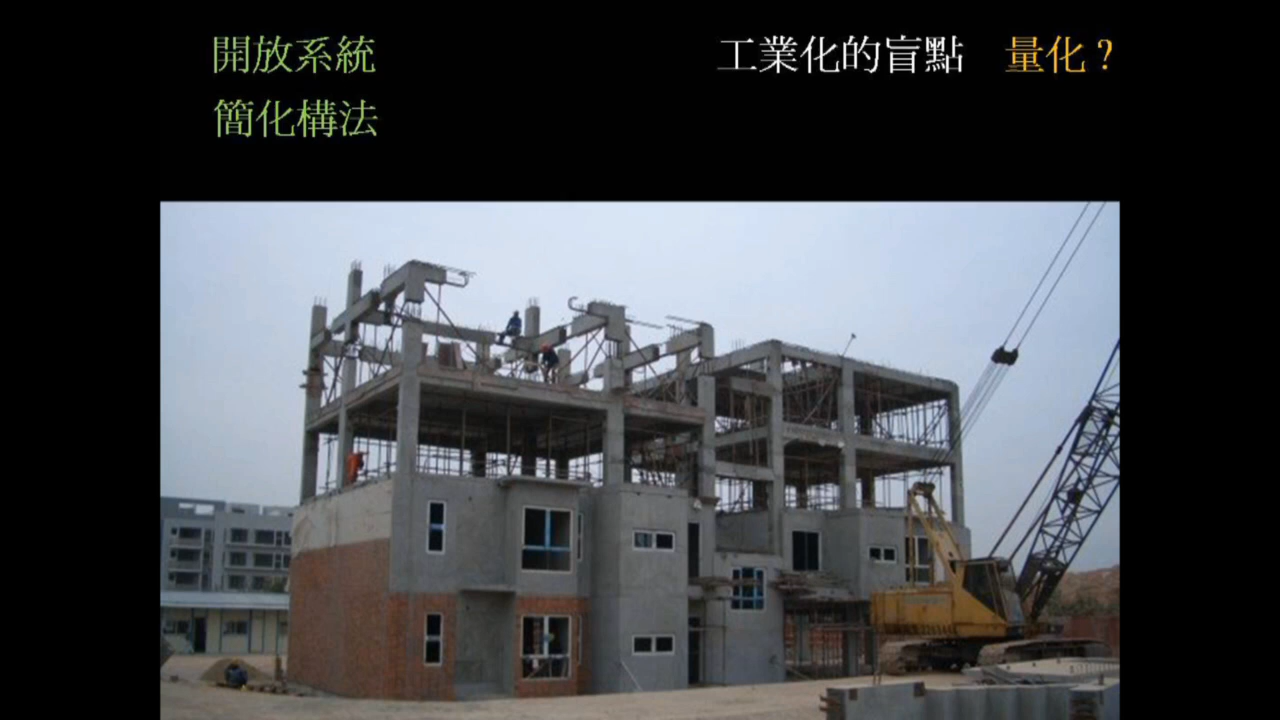 開放系統
工業化的盲點 量化？
簡化構法